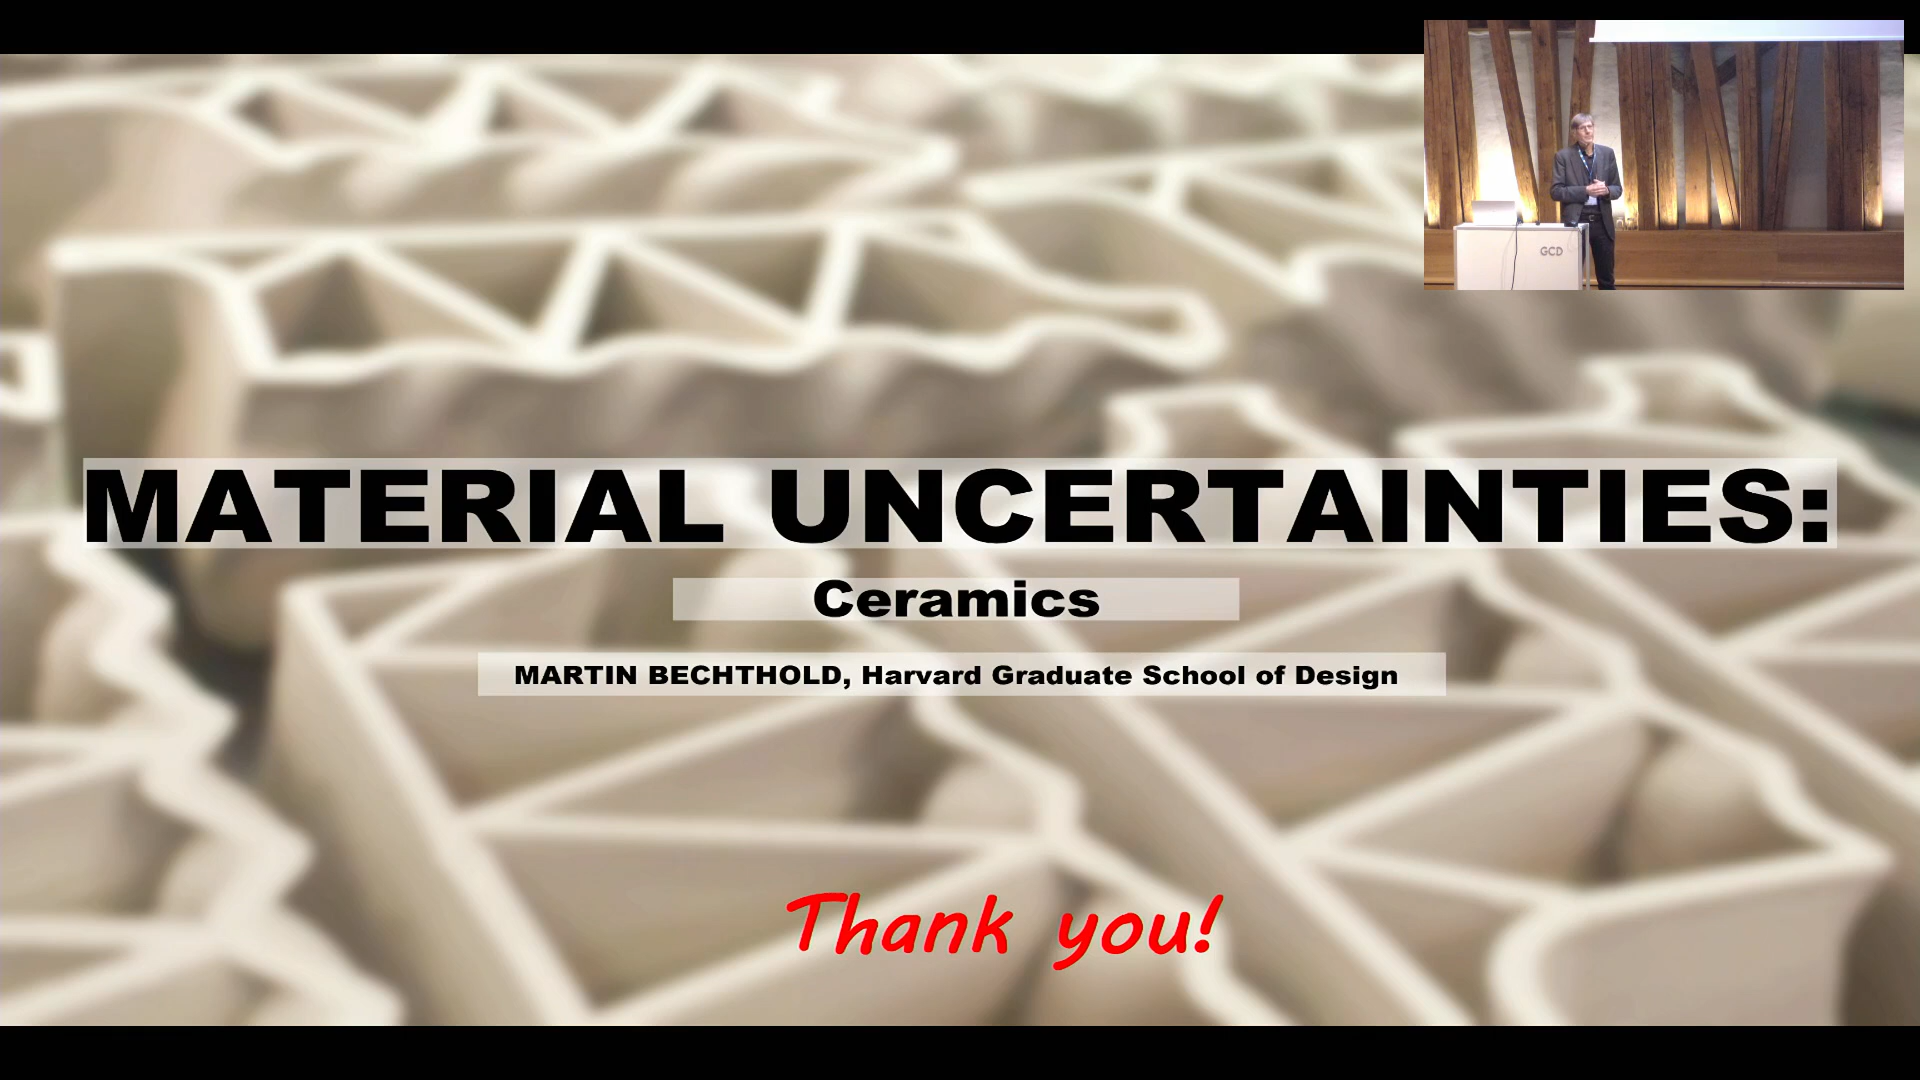 MATERIAL UNCERTAINTIES:
Ceramics
MARTIN BECHTHOLD, Harvard Graduate School of Design
Thank you!
GCD